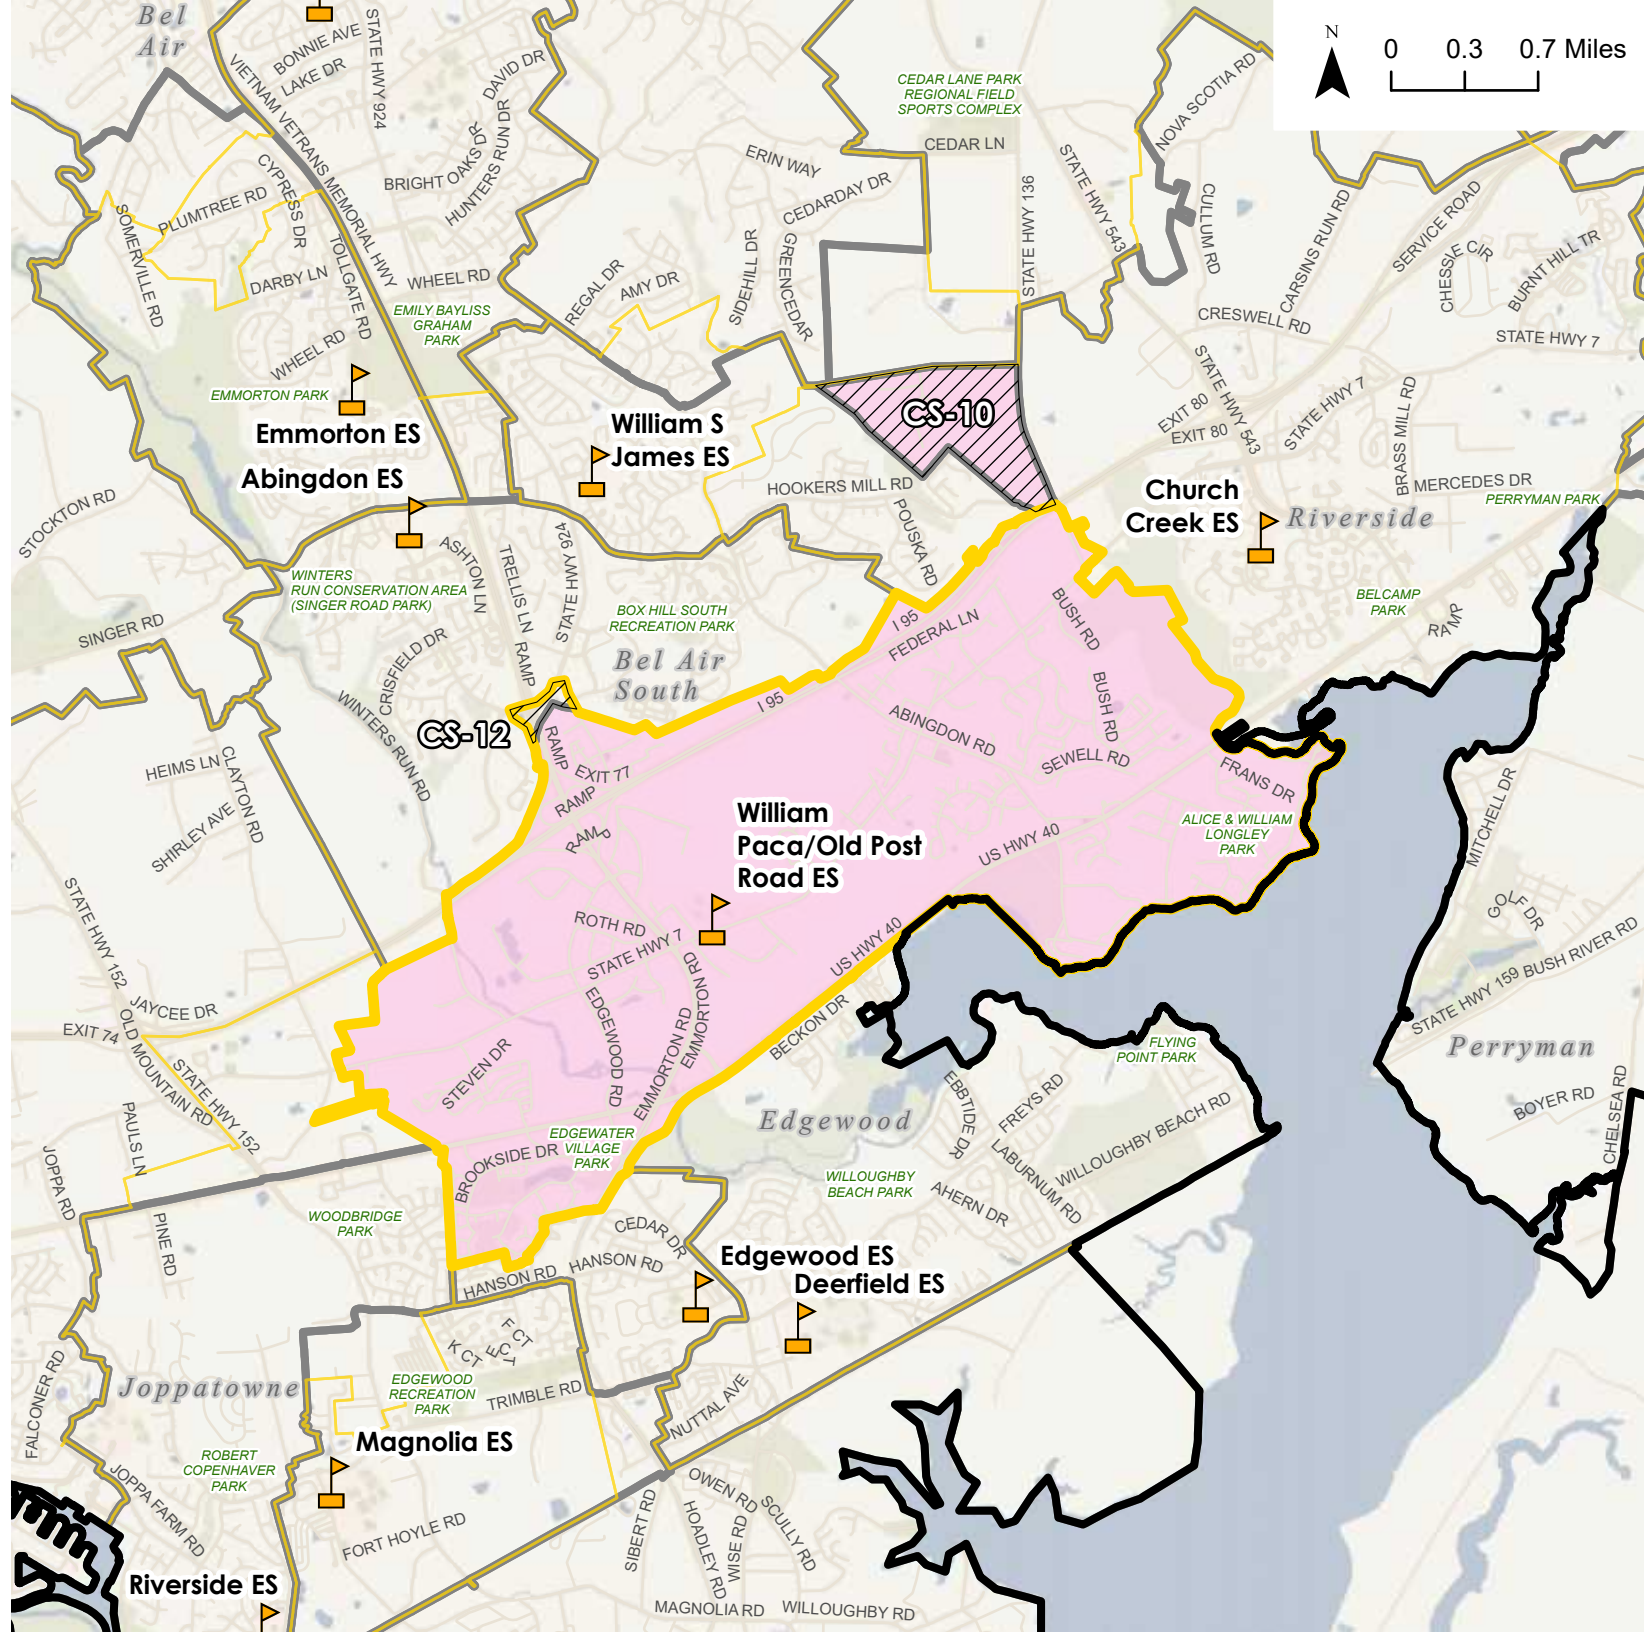 Bel
Air
BONNIE AVE
LAKE DR
STATE HWY 924
DAVID DR
VIETNAM VETRANS MEMORIAL HWY
HUNTERS RUN DR
BRIGHT OAKS DR
CYPRESS DR
PLUMTREE RD
SOMERVILLE RD
DARBY LN
TOLLGATE RD
WHEEL RD
WHEEL RD
EMILY BAYLISS
GRAHAM
PARK
EMMORTON PARK
REGAL DR
AMY DR
SIDEHILL DR
GREENCEDAR
ERIN WAY
CEDARDAY DR
CEDAR LANE PARK
REGIONAL FIELD
SPORTS COMPLEX
CEDAR LN
STATE HWY 136
STATE HWY 543
NOVA SCOTIA RD
CULLUM RD
N
0 0.3 0.7 Miles
CARSINS RUN RD
SERVICE ROAD
CHESSIE CIR
BURNT HILL TR
CRESWELL RD
STATE HWY 7
STATE HWY 543
STATE HWY 7
EXIT 80
EXIT 80
BRASS MILL RD
MERCEDES DR
PERRYMAN PARK
CS-10
Emmorton ES
William S
James ES
Abingdon ES
HOOKERS MILL RD
POUSKA RD
Church
Creek ES
Riverside
STOCKTON RD
SINGER RD
WINTERS
RUN CONSERVATION AREA
(SINGER ROAD PARK)
ASHTON LN
TRELLIS LN
STATE HWY 924
RAMP
CRISFIELD DR
WINTERS RUN RD
BOX HILL SOUTH
RECREATION PARK
Bel Air
South
BELCAMP
PARK
RAMP
I 95
FEDERAL LN
BUSH RD
BUSH RD
I 95
ABINGDON RD
SEWELL RD
CS-12
RAMP
EXIT 77
RAMP
RAMP
HEIMS LN
CLAYTON RD
SHIRLEY AVE
FRANS DR
ALICE & WILLIAM
LONGLEY
PARK
William
Paca/Old Post
Road ES
US HWY 40
US HWY 40
MITCHELL DR
GOLF DR
STATE HWY 159
BUSH RIVER RD
Perryman
BOYER RD
CHELSEA RD
STATE HWY 152
JAYCEE DR
EXIT 74
OLD MOUNTAIN RD
STATE HWY 152
PAULS LN
JOPPA RD
PINE RD
ROTH RD
STATE HWY 7
EDGEWOOD RD
EMMORTON RD
EMMORTON RD
STEVEN DR
BROOKSIDE DR
EDGEWATER
VILLAGE
PARK
BECKON DR
Edgewood
FLYING
POINT PARK
EBBTIDE DR
FREYS RD
LABURNUM RD
WILLOUGHBY BEACH RD
WILLOUGHBY
BEACH PARK
AHERN DR
WOODBRIDGE
PARK
CEDAR DR
HANSON RD
HANSON RD
Edgewood ES
Deerfield ES
F CT
E CT
K CT
Joppatowne
FALCONER RD
EDGEWOOD
RECREATION
PARK
TRIMBLE RD
NUTTAL AVE
Magnolia ES
ROBERT
COPENHAVER
PARK
JOPPA FARM RD
FORT HOYLE RD
SIBERT RD
OWEN RD
HOADLEY RD
WISE RD
SCULLY RD
Riverside ES
MAGNOLIA RD
WILLOUGHBY RD